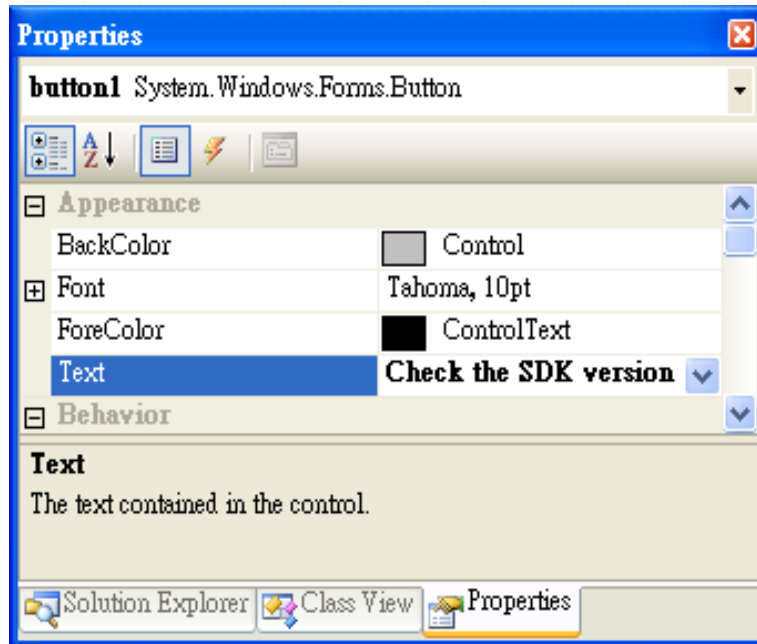 Properties
button1 System.Windows.Forms.Button
A
Z
Appearance
BackColor Control
Font Tahoma, 10pt
ForeColor ControlText
Text Check the SDK version
Behavior
Text
The text contained in the control.
Solution Explorer Class View Properties